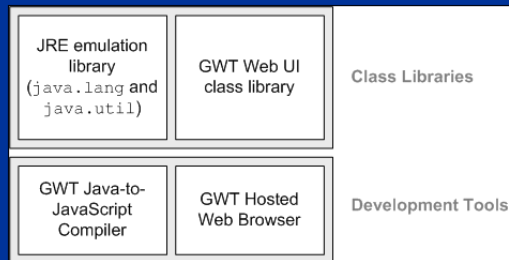 JRE emulation
library
(java.lang and
java.util)
GWT Web UI
class library
Class Libraries
GWT Java-to-
JavaScript
Compiler
GWT Hosted
Web Browser
Development Tools